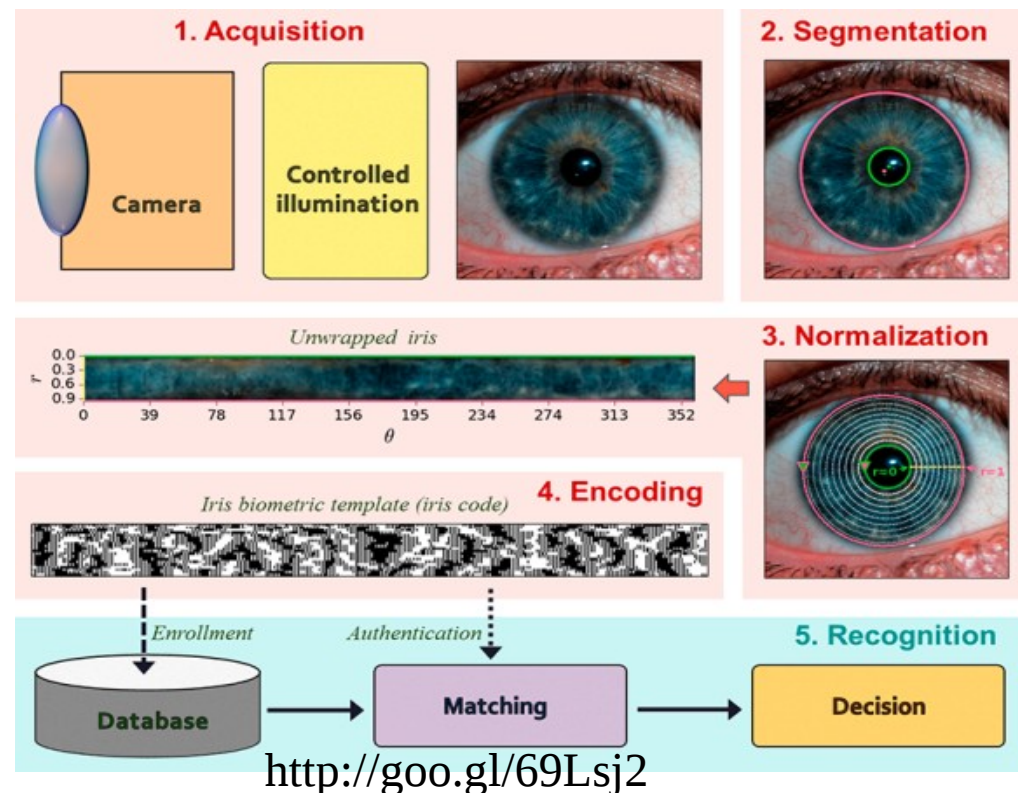 1. Acquisition
Camera
Controlled
illumination
2. Segmentation
3. Normalization
r=0
r=1
Unwrapped iris
0.0
0.3
0.6
0.9
r
0 39 78 117 156 195 234 274 313 352
θ
4. Encoding
Iris biometric template (iris code)
Enrollment
Authentication
5. Recognition
Database
Matching
Decision
http://goo.gl/69Lsj2